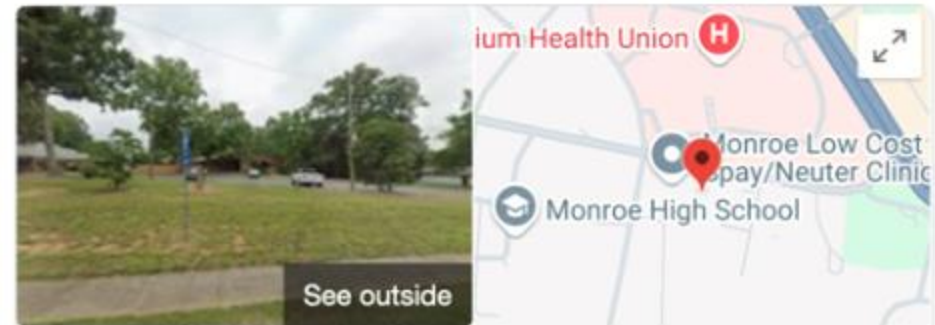 See outside
ium Health Union
H
Monroe Low Cost
Spay/Neuter Clinic
Monroe High School